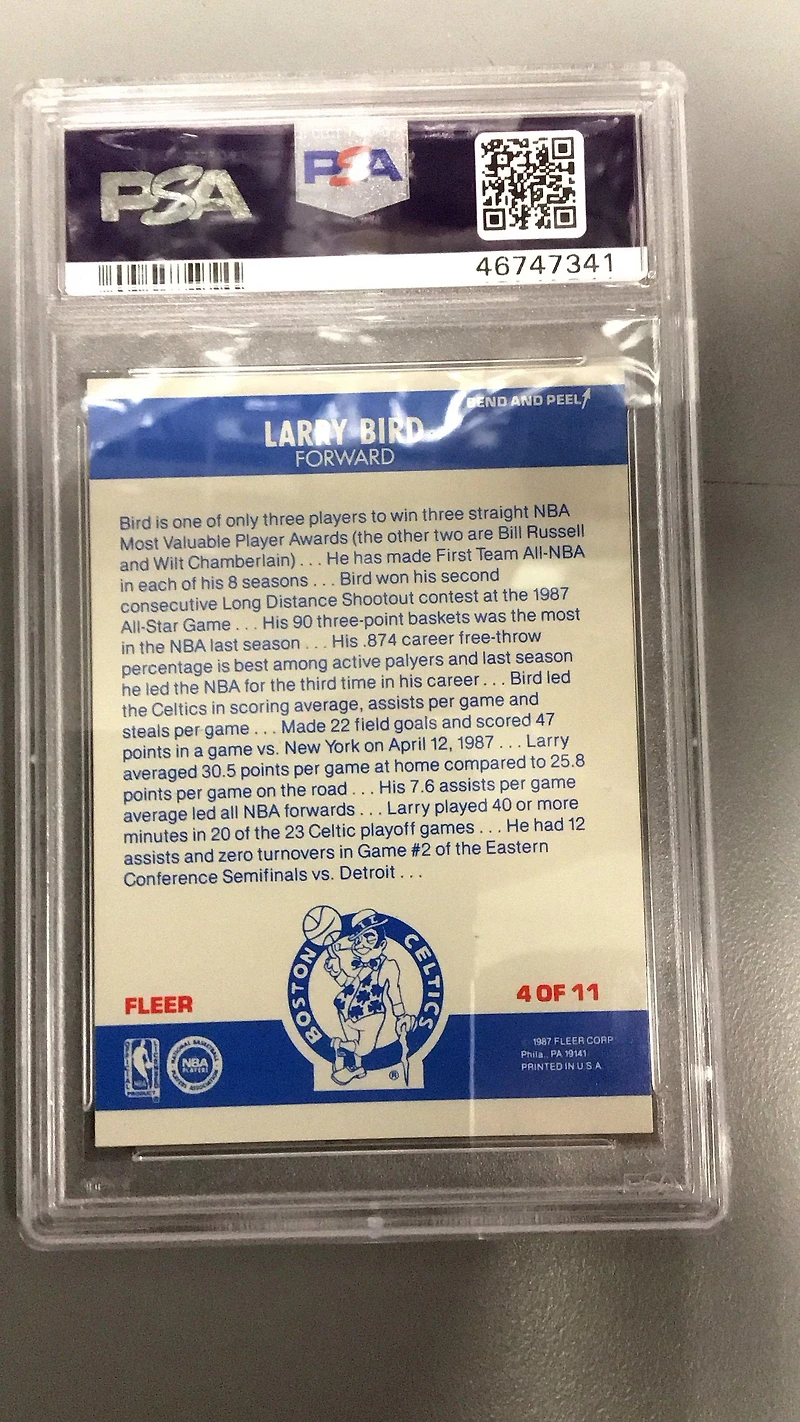 PSA
PSA
46747341
BEND AND PEEL
LARRY BIRD
FORWARD
Bird is one of only three players to win three straight NBA
Most Valuable Player Awards (the other two are Bill Russell
and Wilt Chamberlain) . . . He has made First Team All-NBA
in each of his 8 seasons . . . Bird won his second
consecutive Long Distance Shootout contest at the 1987
All-Star Game . . . His 90 three-point baskets was the most
in the NBA last season . . . His .874 career free-throw
percentage is best among active palyers and last season
he led the NBA for the third time in his career . . . Bird led
the Celtics in scoring average, assists per game and
steals per game . . . Made 22 field goals and scored 47
points in a game vs. New York on April 12, 1987 . . . Larry
averaged 30.5 points per game at home compared to 25.8
points per game on the road . . . His 7.6 assists per game
average led all NBA forwards . . . Larry played 40 or more
minutes in 20 of the 23 Celtic playoff games . . . He had 12
assists and zero turnovers in Game #2 of the Eastern
Conference Semifinals vs. Detroit . . .
BOSTON CELTICS
®
FLEER
4 OF 11
OFFICIAL LICENSED PRODUCT
NBA
NATIONAL BASKETBALL PLAYERS ASSOCIATION
NBA
PLAYERS
© 1987 FLEER CORP
Phila., PA 19141
PRINTED IN U.S.A.
PSA